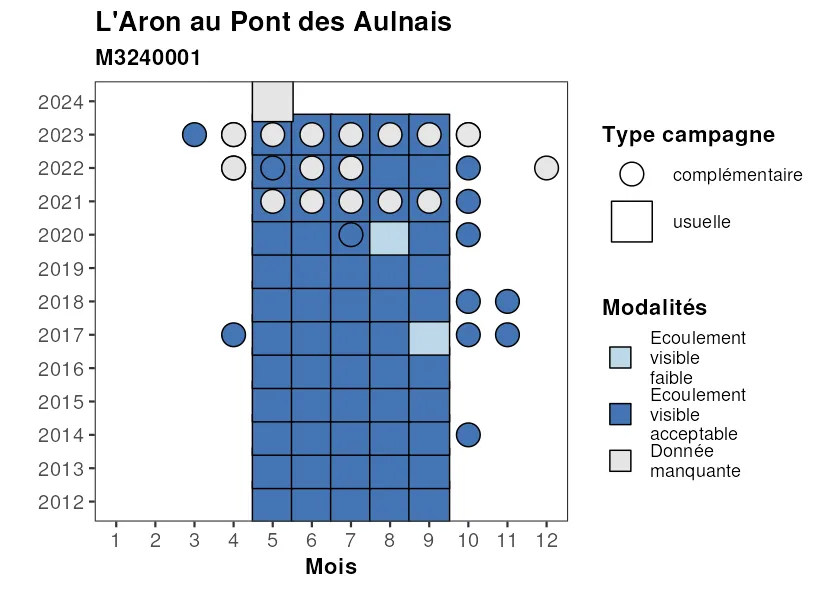 L'Aron au Pont des Aulnais
M3240001
2024
2023
2022
2021
2020
2019
2018
2017
2016
2015
2014
2013
2012
1 2 3 4 5 6 7 8 9 10 11 12
Mois
Type campagne
complémentaire
usuelle
Modalités
Ecoulement
visible
faible
Ecoulement
visible
acceptable
Donnée
manquante